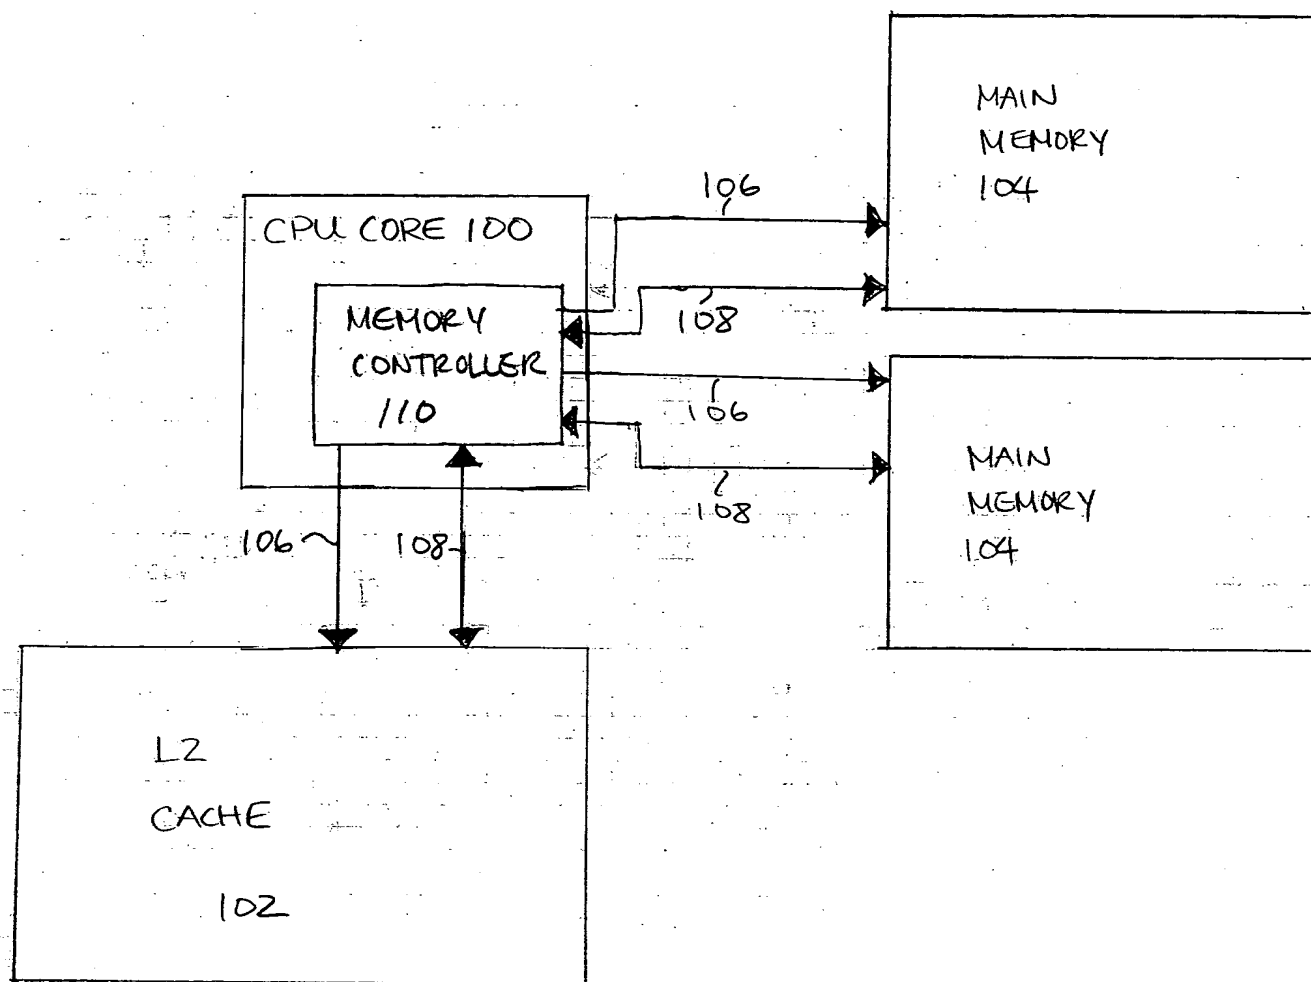 MAIN
MEMORY
104
106
CPU CORE 100
108
MEMORY
CONTROLLER
110
106
108
MAIN
MEMORY
104
106
108
L2
CACHE
102